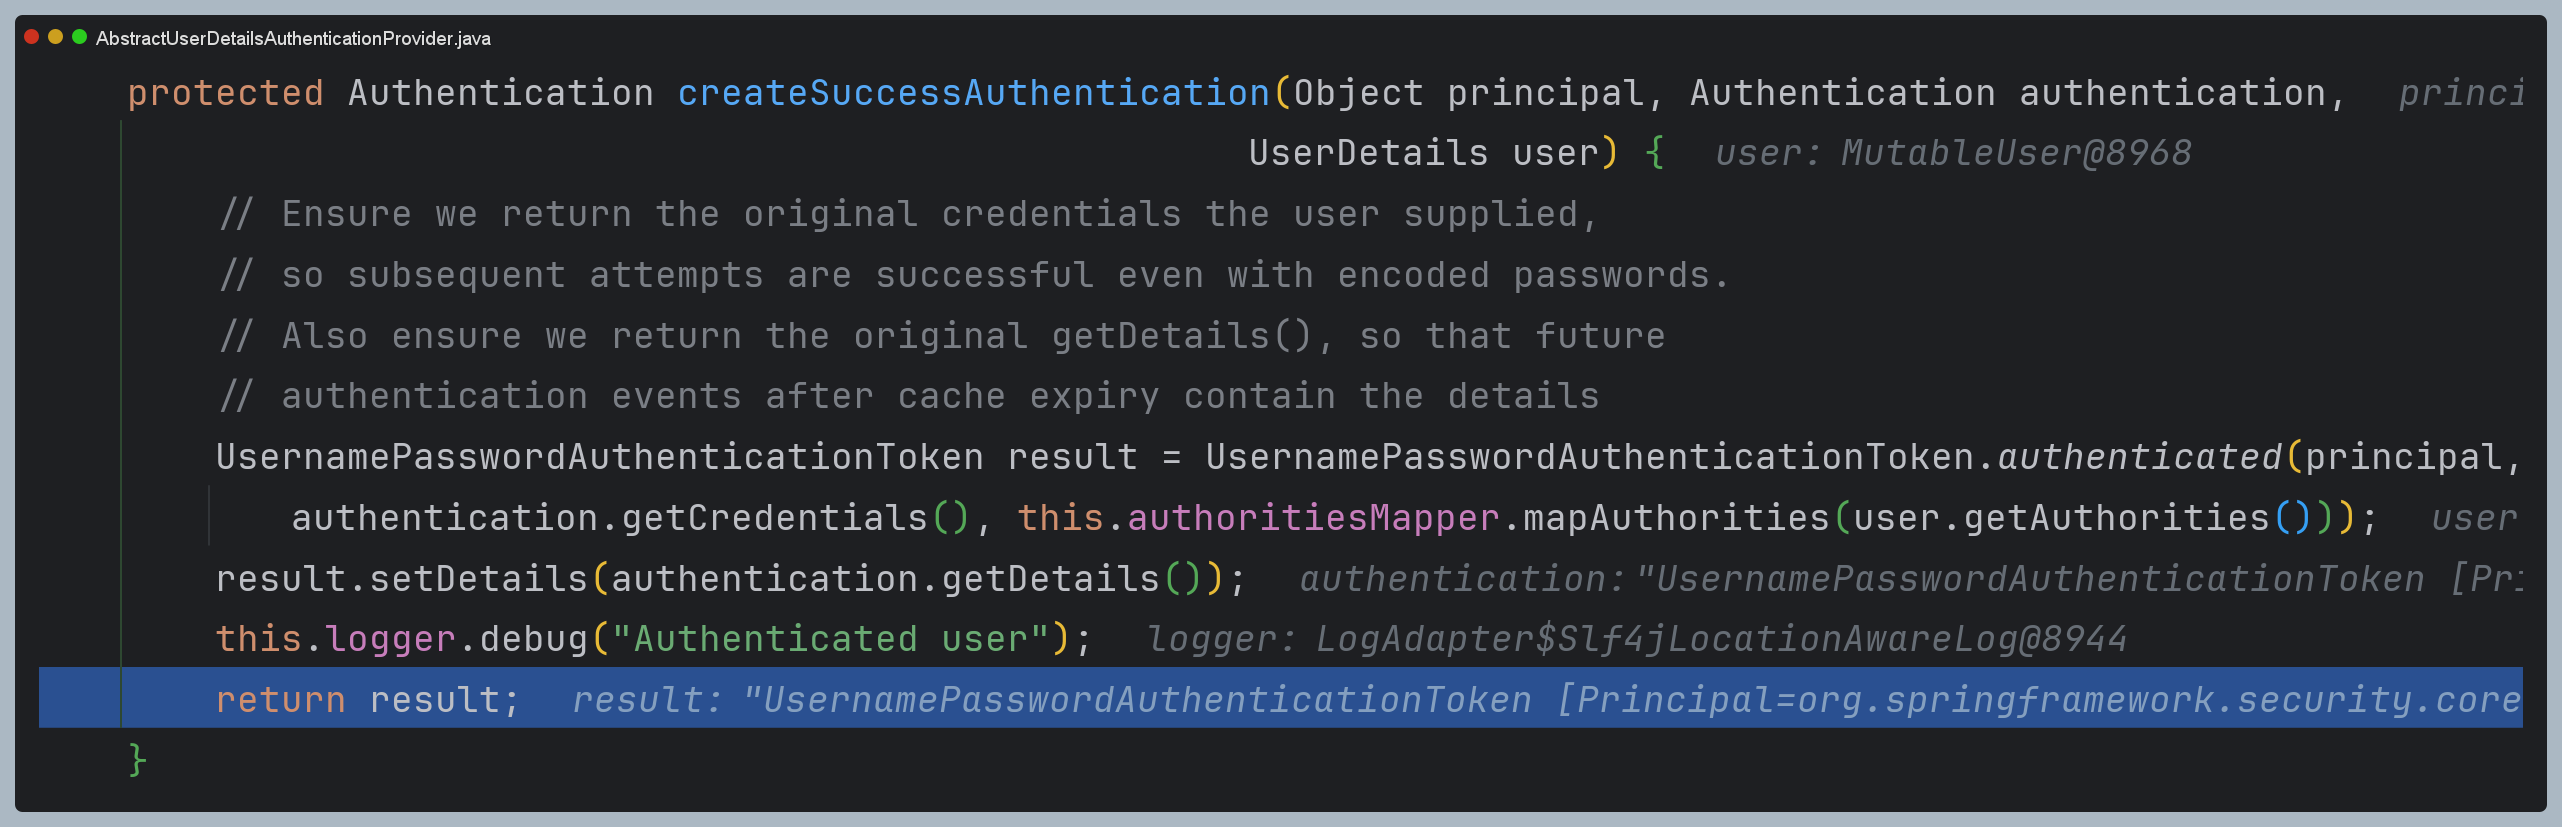 AbstractUserDetailsAuthenticationProvider.java
protected Authentication createSuccessAuthentication(Object principal, Authentication authentication, princi
UserDetails user) { user: MutableUser@8968
// Ensure we return the original credentials the user supplied,
// so subsequent attempts are successful even with encoded passwords.
// Also ensure we return the original getDetails(), so that future
// authentication events after cache expiry contain the details
UsernamePasswordAuthenticationToken result = UsernamePasswordAuthenticationToken.authenticated(principal,
authentication.getCredentials(), this.authoritiesMapper.mapAuthorities(user.getAuthorities())); user
result.setDetails(authentication.getDetails()); authentication: "UsernamePasswordAuthenticationToken [Pri
this.logger.debug("Authenticated user"); logger: LogAdapter$Slf4jLocationAwareLog@8944
return result; result: "UsernamePasswordAuthenticationToken [Principal=org.springframework.security.core
}